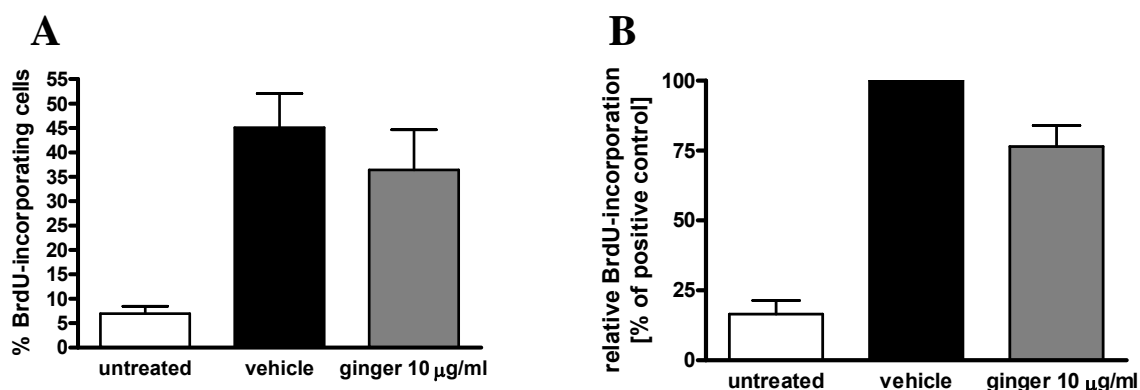 A
% BrdU-incorporating cells
55
50
45
40
35
30
25
20
15
10
5
0
untreated
vehicle
ginger 10 μg/ml
B
relative BrdU-incorporation
[% of positive control]
100
75
50
25
0
untreated
vehicle
ginger 10 μg/ml